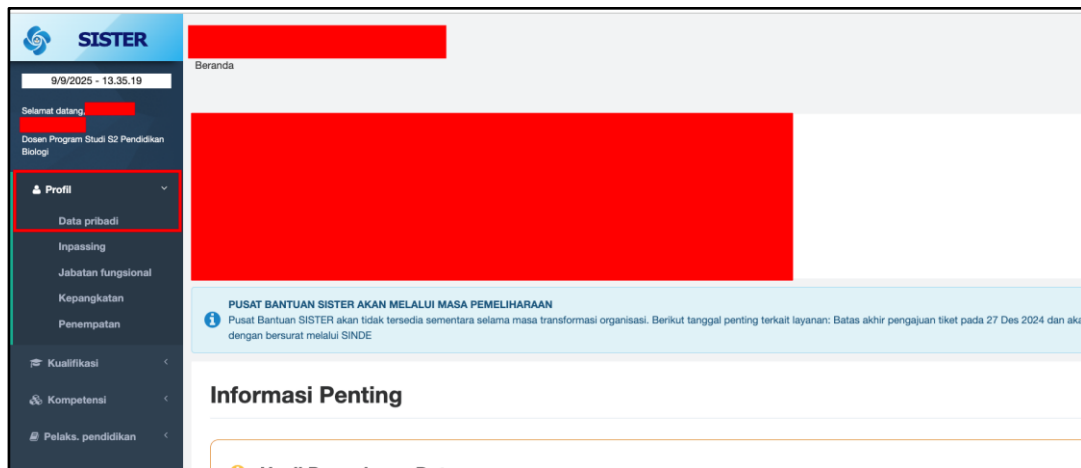 SISTER
9/9/2025 - 13.35.19
Selamat datang,
Dosen Program Studi S2 Pendidikan
Biologi
Profil
Data pribadi
Inpassing
Jabatan fungsional
Kepangkatan
Penempatan
Kualifikasi
Kompetensi
Pelaks. pendidikan
Beranda
PUSAT BANTUAN SISTER AKAN MELALUI MASA PEMELIHARAAN
Pusat Bantuan SISTER akan tidak tersedia sementara selama masa transformasi organisasi. Berikut tanggal penting terkait layanan: Batas akhir pengajuan tiket pada 27 Des 2024 dan
dengan bersurat melalui SINDE
Informasi Penting